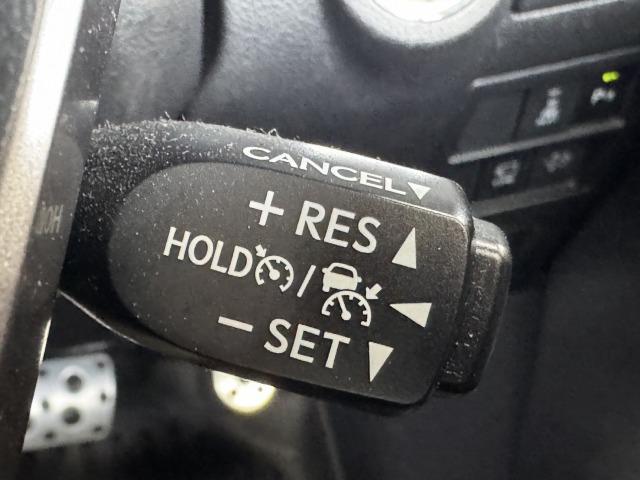 CANCEL
+ RES
HOLD /
− SET